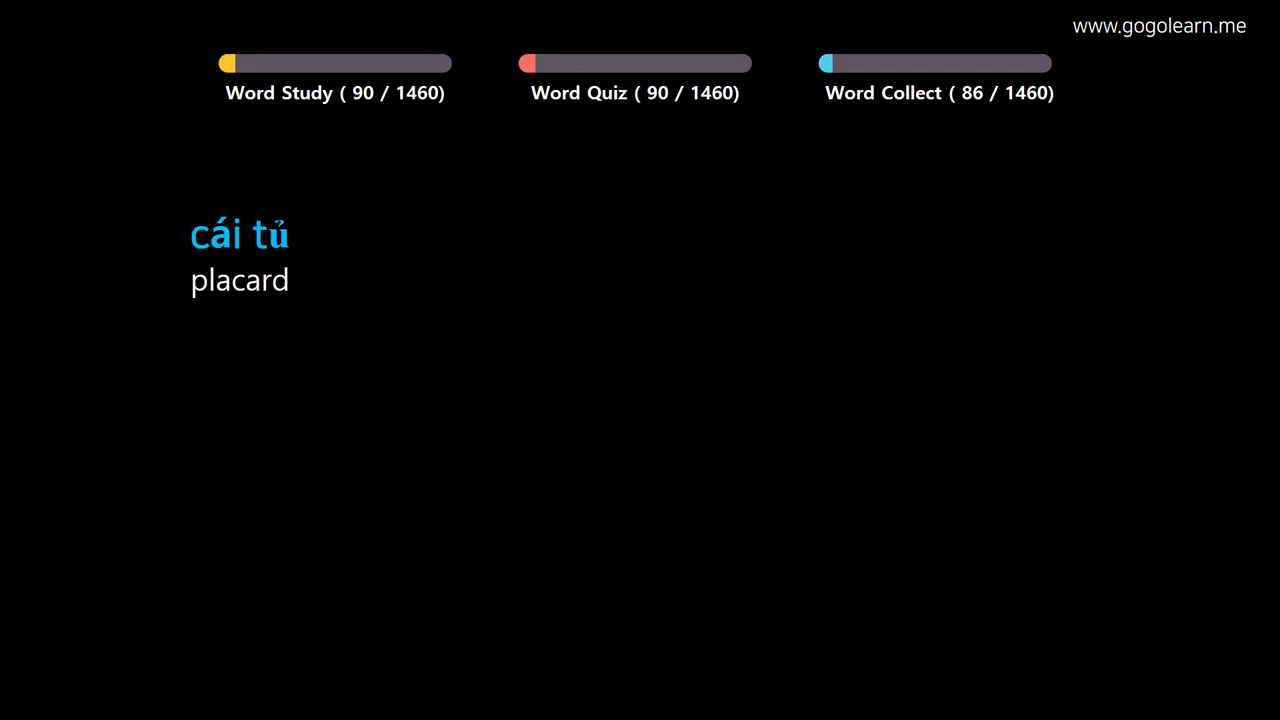 www.gogolearn.me
Word Study ( 90 / 1460)
Word Quiz ( 90 / 1460)
Word Collect ( 86 / 1460)
cái tủ
placard